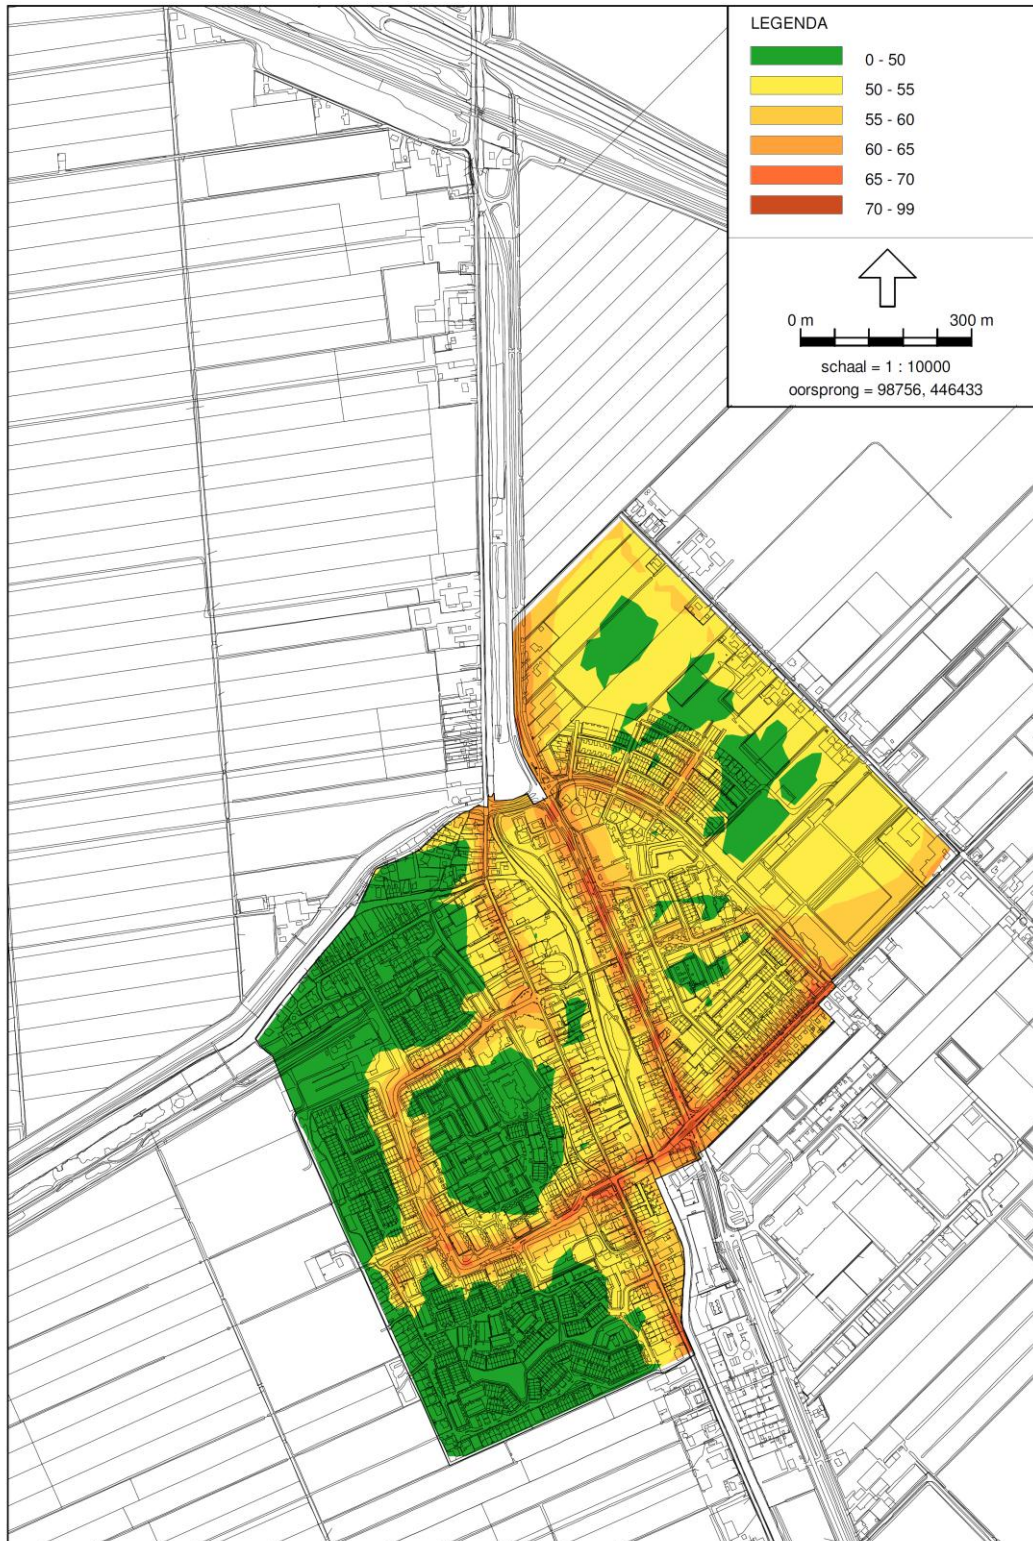 LEGENDA
0 - 50
50 - 55
55 - 60
60 - 65
65 - 70
70 - 99
0 m 300 m
schaal = 1 : 10000
oorsprong = 98756, 446433